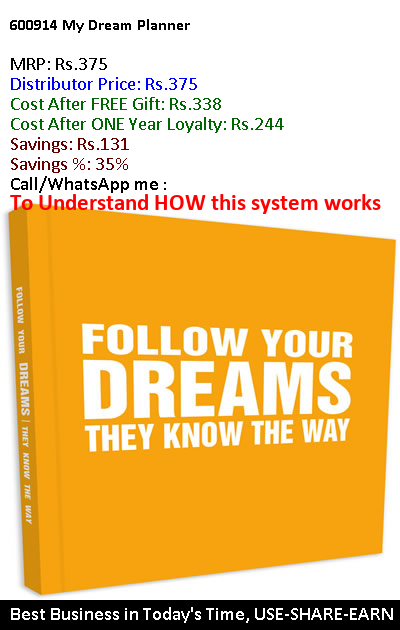 600914 My Dream Planner
MRP: Rs.375
Distributor Price: Rs.375
Cost After FREE Gift: Rs.338
Cost After ONE Year Loyalty: Rs.244
Savings: Rs.131
Savings %: 35%
Call/WhatsApp me :
To Understand HOW this system works
FOLLOW YOUR DREAMS | THEY KNOW THE WAY
FOLLOW YOUR
DREAMS
THEY KNOW THE WAY
Best Business in Today's Time, USE-SHARE-EARN